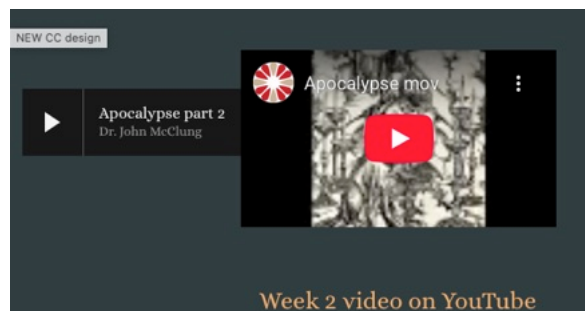 NEW CC design
Apocalypse mov
Apocalypse part 2
Dr. John McClung
Week 2 video on YouTube